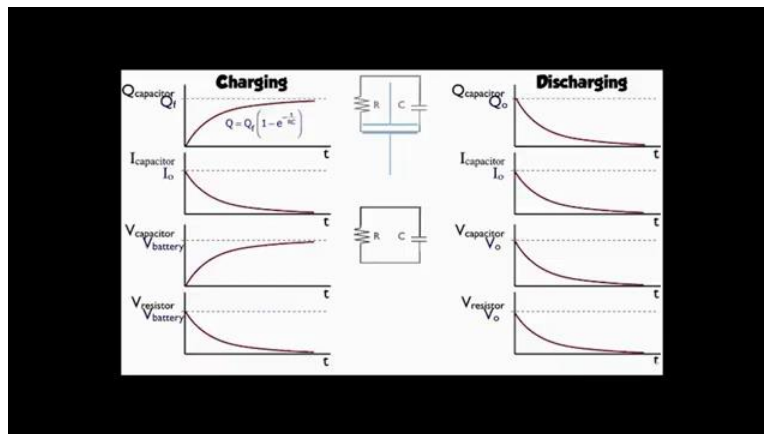 Charging
Qcapacitor
Qf
Q = Qf(1-e^-t/RC)
t
Icapacitor
Io
t
Vcapacitor
Vbattery
t
Vresistor
Vbattery
t
R C
R C
Discharging
Qcapacitor
Qo
t
Icapacitor
Io
t
Vcapacitor
Vo
t
Vresistor
Vo
t